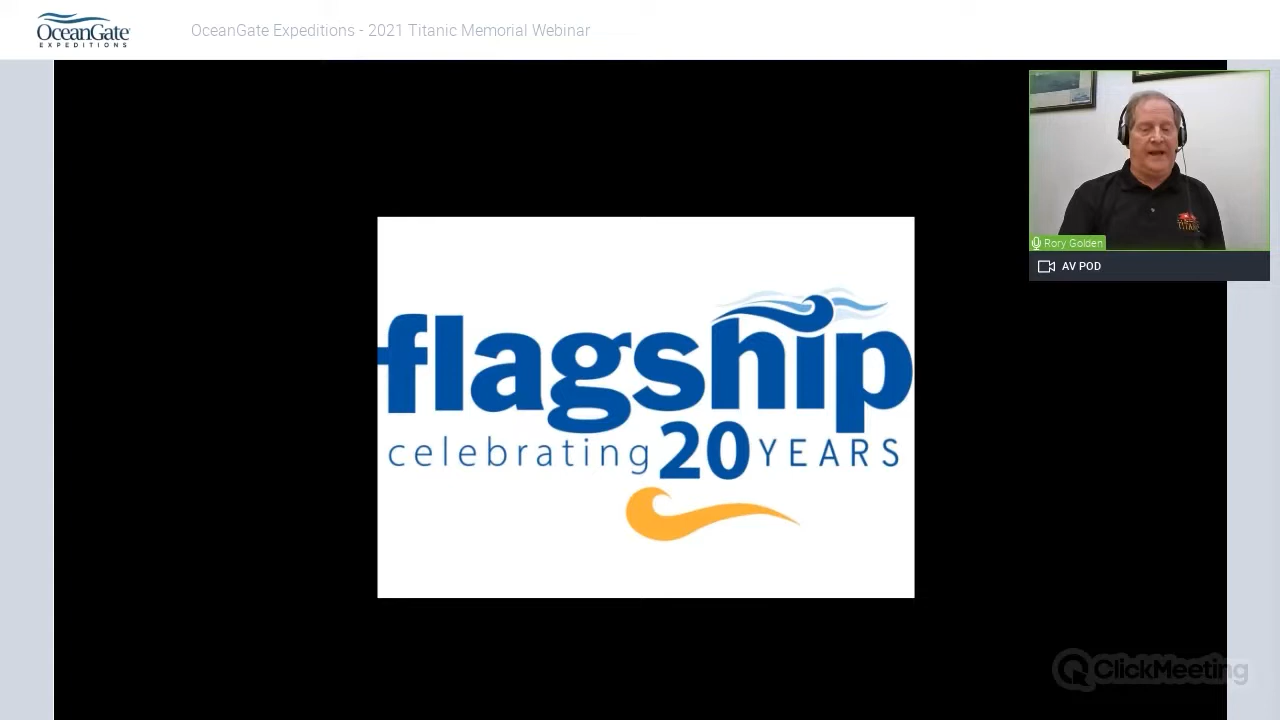 OceanGate
EXPEDITIONS
OceanGate Expeditions - 2021 Titanic Memorial Webinar
Rory Golden
AV POD
flagship
celebrating 20 YEARS
ClickMeeting